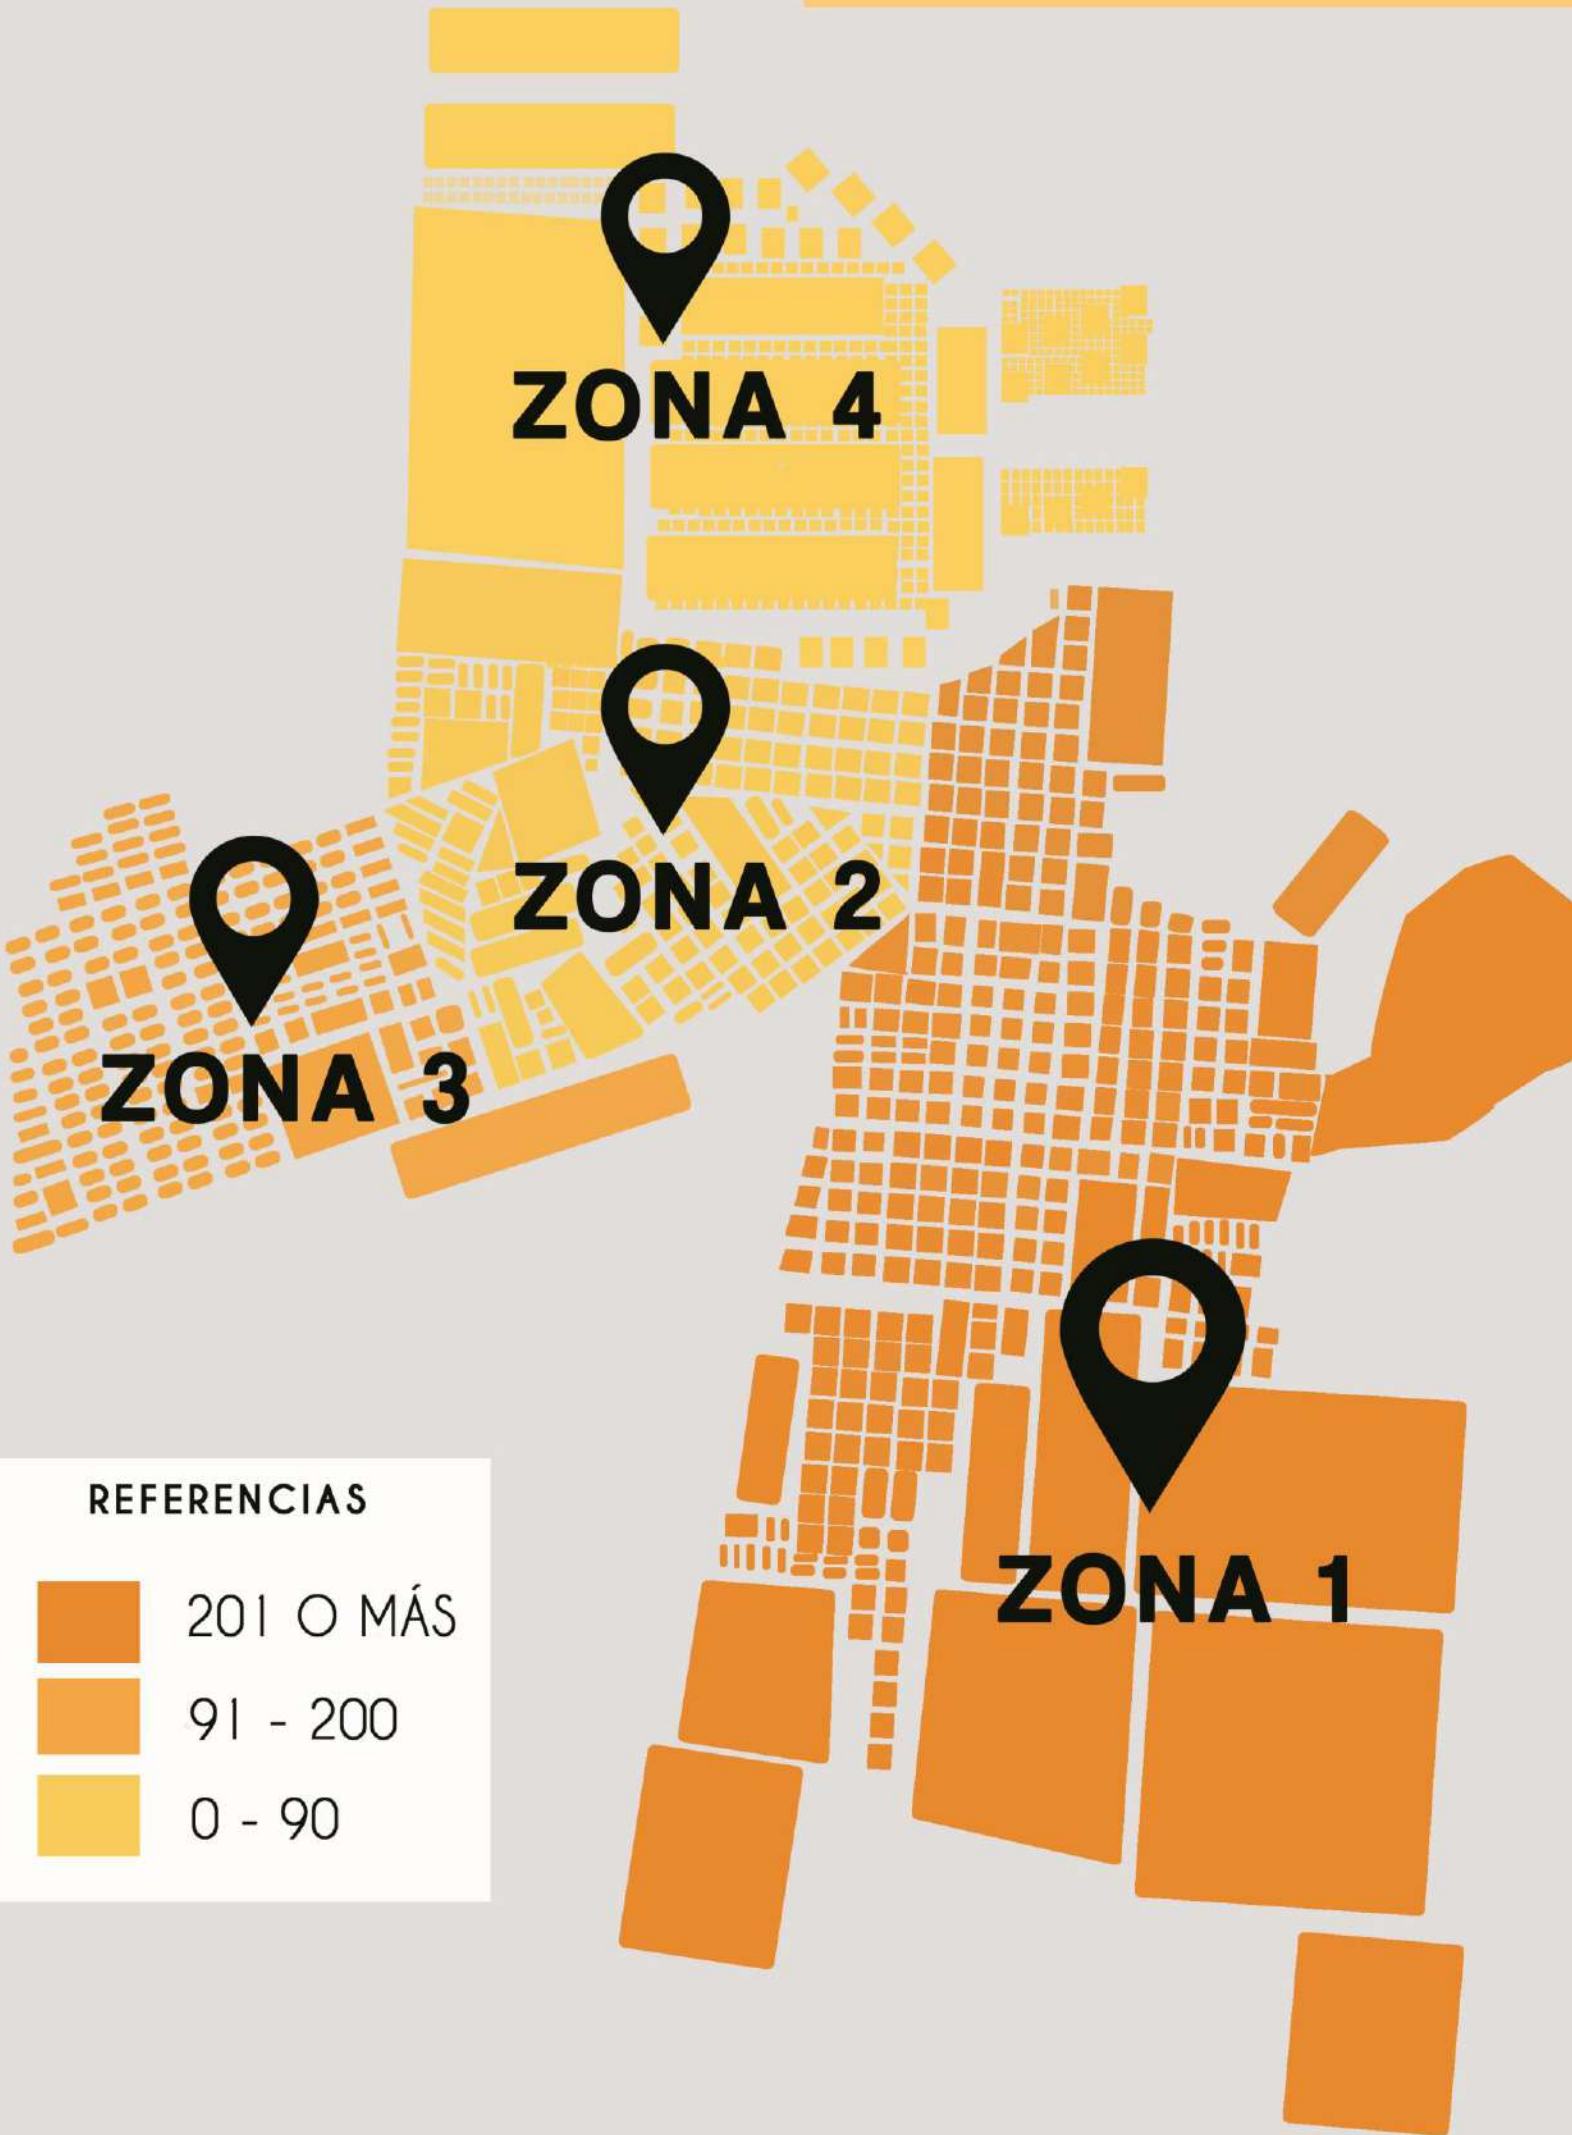 ZONA 4
ZONA 2
ZONA 3
ZONA 1
REFERENCIAS
201 O MÁS
91 - 200
0 - 90